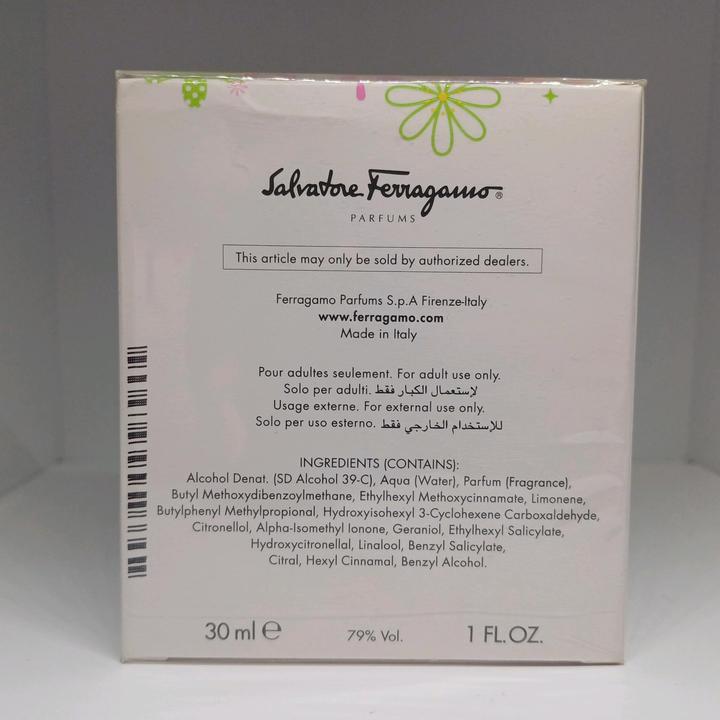 Salvatore Ferragamo®
PARFUMS
This article may only be sold by authorized dealers.
Ferragamo Parfums S.p.A Firenze-Italy
www.ferragamo.com
Made in Italy
Pour adultes seulement. For adult use only.
Solo per adulti. لإستعمال الكبار فقط
Usage externe. For external use only.
Solo per uso esterno. للإستخدام الخارجي فقط
INGREDIENTS (CONTAINS):
Alcohol Denat. (SD Alcohol 39-C), Aqua (Water), Parfum (Fragrance),
Butyl Methoxydibenzoylmethane, Ethylhexyl Methoxycinnamate, Limonene,
Butylphenyl Methylpropional, Hydroxyisohexyl 3-Cyclohexene Carboxaldehyde,
Citronellol, Alpha-Isomethyl Ionone, Geraniol, Ethylhexyl Salicylate,
Hydroxycitronellal, Linalool, Benzyl Salicylate,
Citral, Hexyl Cinnamal, Benzyl Alcohol.
30 ml ℮ 79% Vol. 1 FL.OZ.